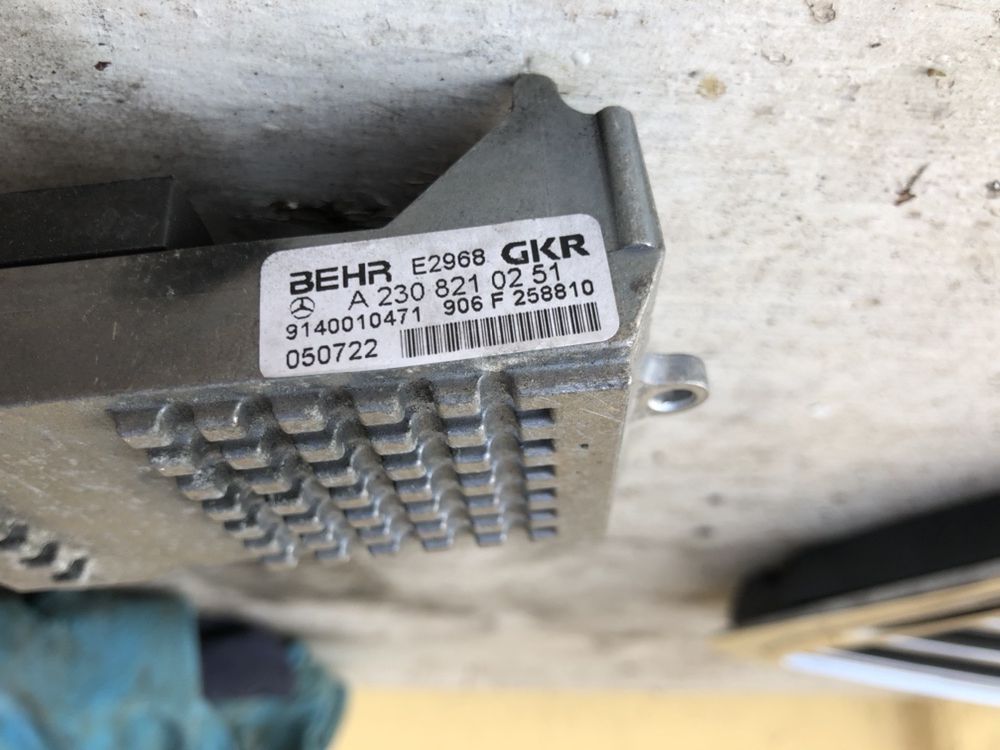 BEHR E2968 GKR
A 230 821 02 51
9140010471 906 F 258810
050722